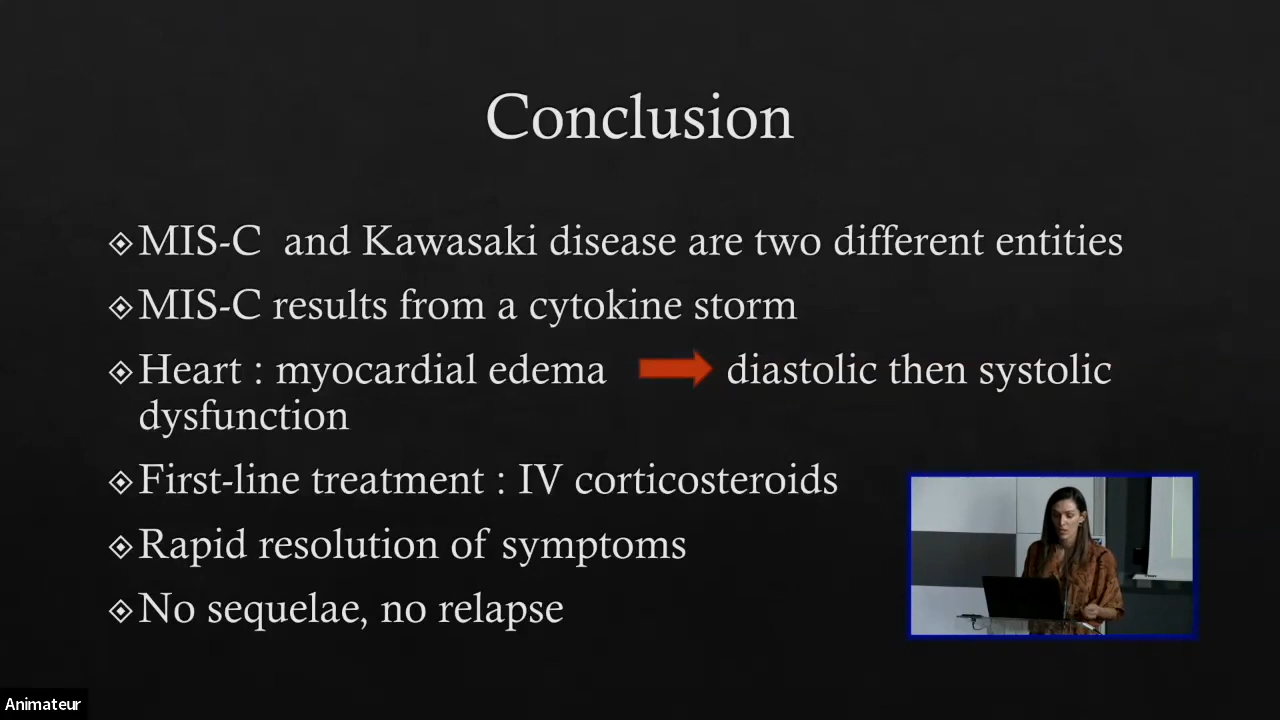 Conclusion
MIS-C and Kawasaki disease are two different entities
MIS-C results from a cytokine storm
Heart : myocardial edema diastolic then systolic
dysfunction
First-line treatment : IV corticosteroids
Rapid resolution of symptoms
No sequelae, no relapse
Animateur